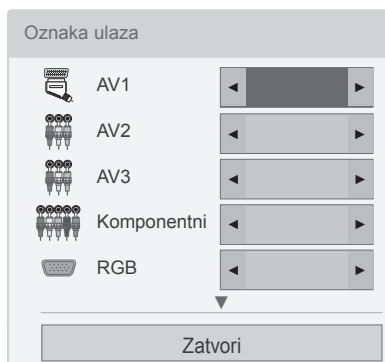 Oznaka ulaza
AV1
AV2
AV3
Komponentni
RGB
Zatvori